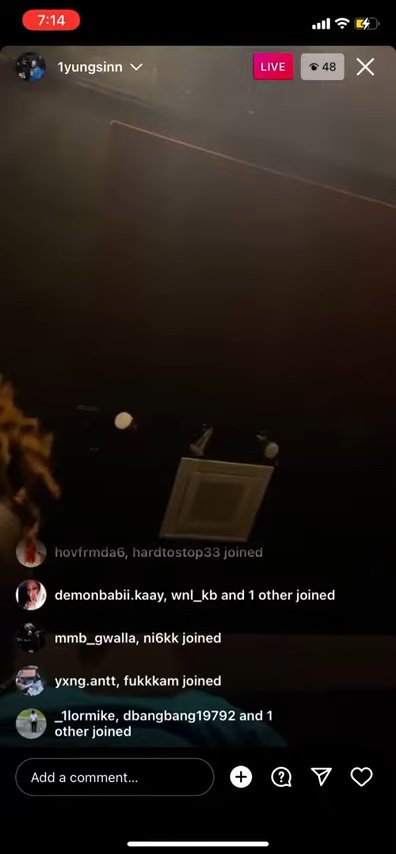 7:14
1yungsinn
LIVE
48
hovfrmda6, hardtostop33 joined
demonbabii.kaay, wnl_kb and 1 other joined
mmb_gwalla, ni6kk joined
yxng.antt, fukkkam joined
_1lormike, dbangbang19792 and 1
other joined
Add a comment...